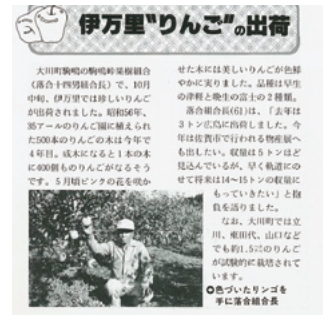 伊万里“りんご”の出荷
大川町駒鳴の駒鳴峠果樹組合
(落合十四男組合長)で、10月
中旬、伊万里では珍しいりんご
が出荷されました。昭和56年、
35アールのりんご園に植えられ
た500本のりんごの木は今年で
4年目。成木になると1本の木
に400個ものりんごがなるそう
です。5月頃ピンクの花を咲か
せた木には美しいりんごが色鮮
やかに実りました。品種は早生
の津軽と晩生の富士の2種類。
落合組合長(61)は、「去年は
3トン広島に出荷しました。今
年は佐賀市で行われる物産展へ
も出したい。収量は5トンほど
見込んでいるが、早く軌道にの
せて将来は14〜15トンの収量に
もっていきたい」と抱
負を語りました。
なお、大川町では立
川、東田代、山口など
でも約1.5㌶のりんご
が試験的に栽培されて
います。
色づいたリンゴを
手に落合組合長